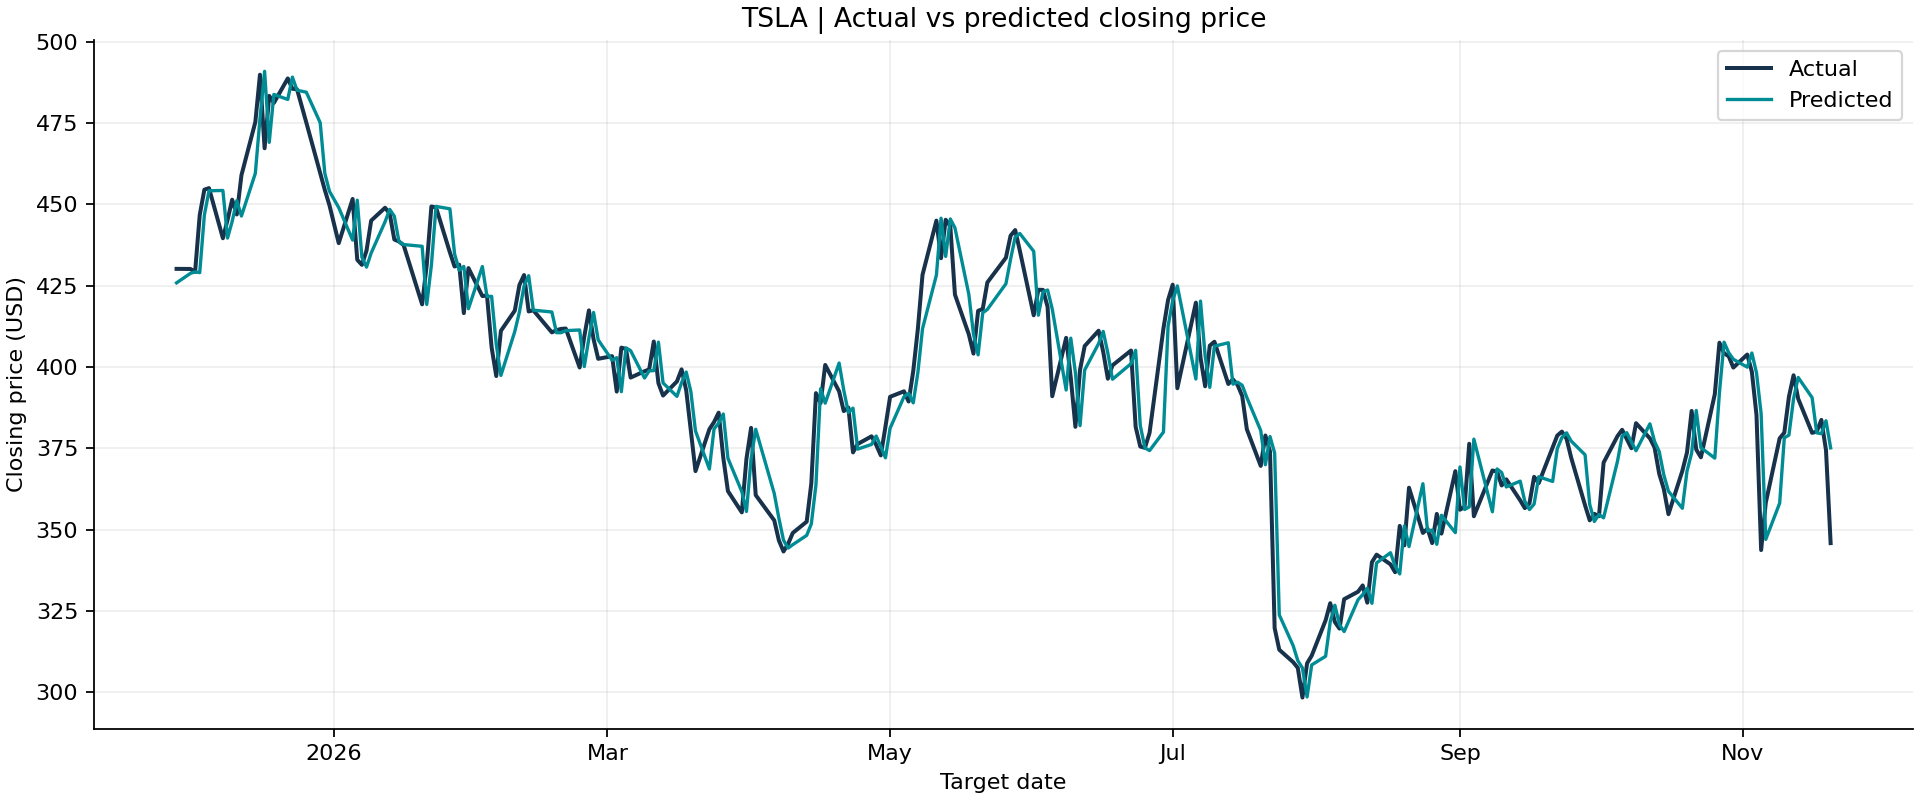 TSLA | Actual vs predicted closing price
Actual
Predicted
Closing price (USD)
500
475
450
425
400
375
350
325
300
2026
Mar
May
Jul
Sep
Nov
Target date